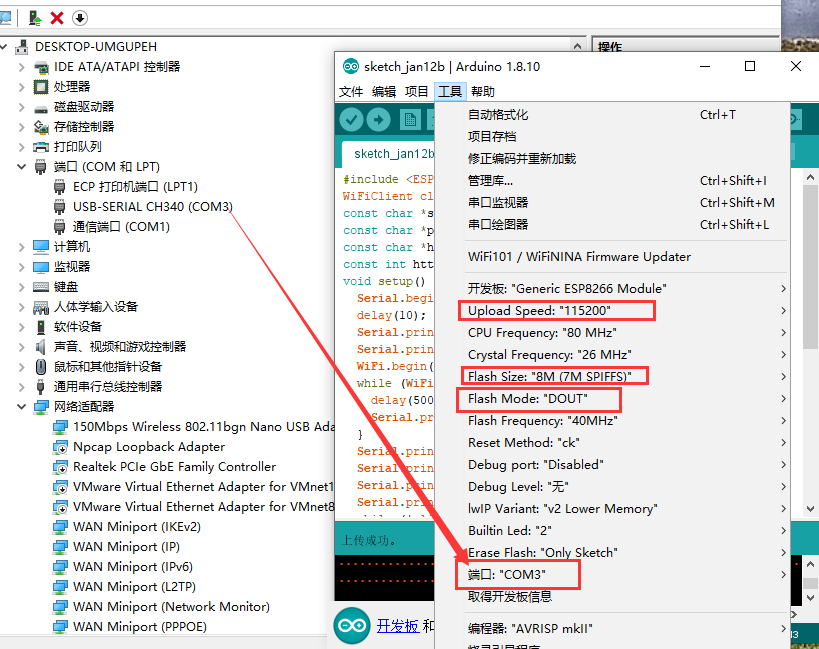 操作
DESKTOP-UMGUPEH
IDE ATA/ATAPI 控制器
处理器
磁盘驱动器
存储控制器
打印队列
端口 (COM 和 LPT)
ECP 打印机端口 (LPT1)
USB-SERIAL CH340 (COM3)
通信端口 (COM1)
计算机
监视器
键盘
人体学输入设备
软件设备
声音、视频和游戏控制器
鼠标和其他指针设备
通用串行总线控制器
网络适配器
150Mbps Wireless 802.11bgn Nano USB Ada
Npcap Loopback Adapter
Realtek PCIe GbE Family Controller
VMware Virtual Ethernet Adapter for VMnet1
VMware Virtual Ethernet Adapter for VMnet8
WAN Miniport (IKEv2)
WAN Miniport (IP)
WAN Miniport (IPv6)
WAN Miniport (L2TP)
WAN Miniport (Network Monitor)
WAN Miniport (PPPOE)
sketch_jan12b | Arduino 1.8.10
文件 编辑 项目 工具 帮助
sketch_jan12b
#include <ESP
WiFiClient cl
const char *s
const char *p
const char *h
const int htt
void setup()
Serial.begi
delay(10);
Serial.prin
Serial.prin
WiFi.begin(
while (WiFi
delay(500
Serial.pr
}
Serial.prin
Serial.prin
Serial.prin
Serial.prin
上传成功。
开发板 和
自动格式化 Ctrl+T
项目存档
修正编码并重新加载
管理库... Ctrl+Shift+I
串口监视器 Ctrl+Shift+M
串口绘图器 Ctrl+Shift+L
WiFi101 / WiFiNINA Firmware Updater
开发板: "Generic ESP8266 Module"
Upload Speed: "115200"
CPU Frequency: "80 MHz"
Crystal Frequency: "26 MHz"
Flash Size: "8M (7M SPIFFS)"
Flash Mode: "DOUT"
Flash Frequency: "40MHz"
Reset Method: "ck"
Debug port: "Disabled"
Debug Level: "无"
lwIP Variant: "v2 Lower Memory"
Builtin Led: "2"
Erase Flash: "Only Sketch"
端口: "COM3"
取得开发板信息
编程器: "AVRISP mkII"